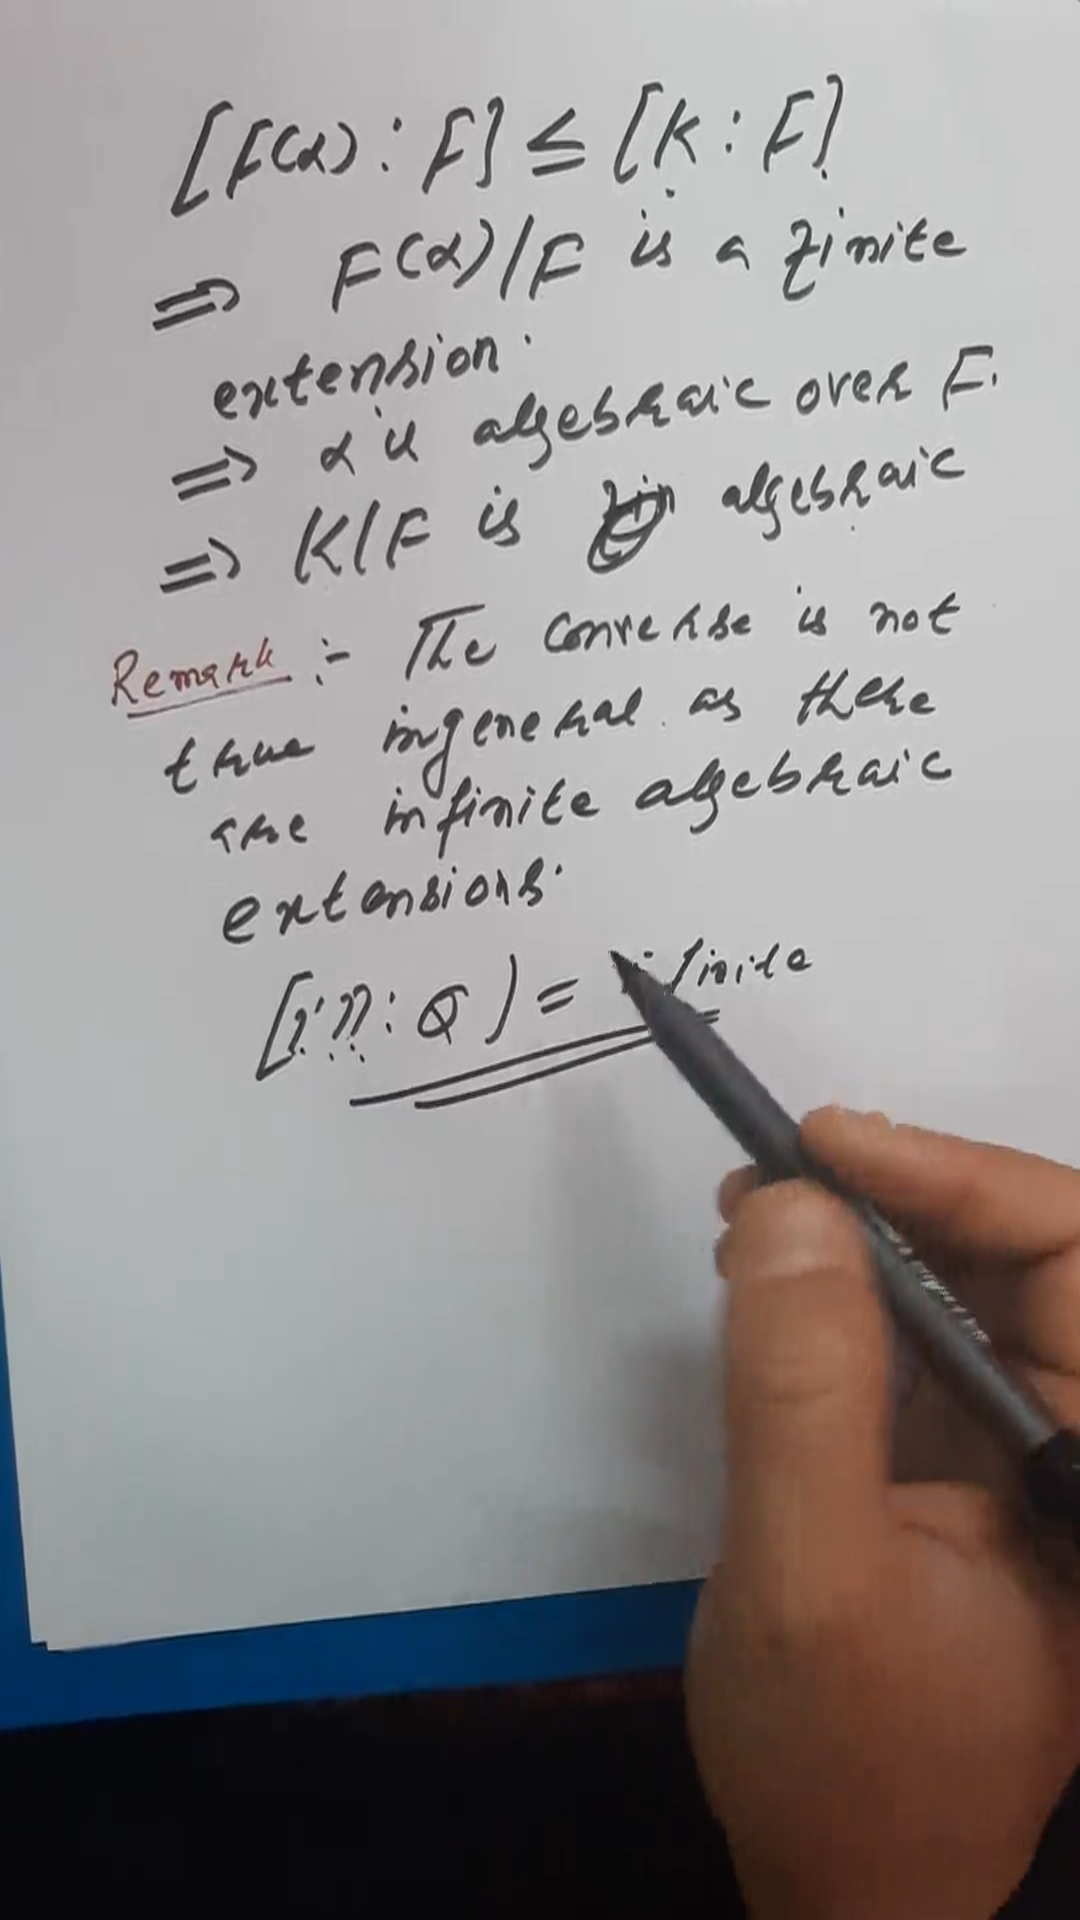 [F(α) : F] ≤ [K : F]
⇒ F(α)/F is a finite
extension.
⇒ α is algebraic over F.
⇒ K/F is algebraic
Remark :- The converse is not
true in general as there
are infinite algebraic
extensions.
[??? : Q] = infinite